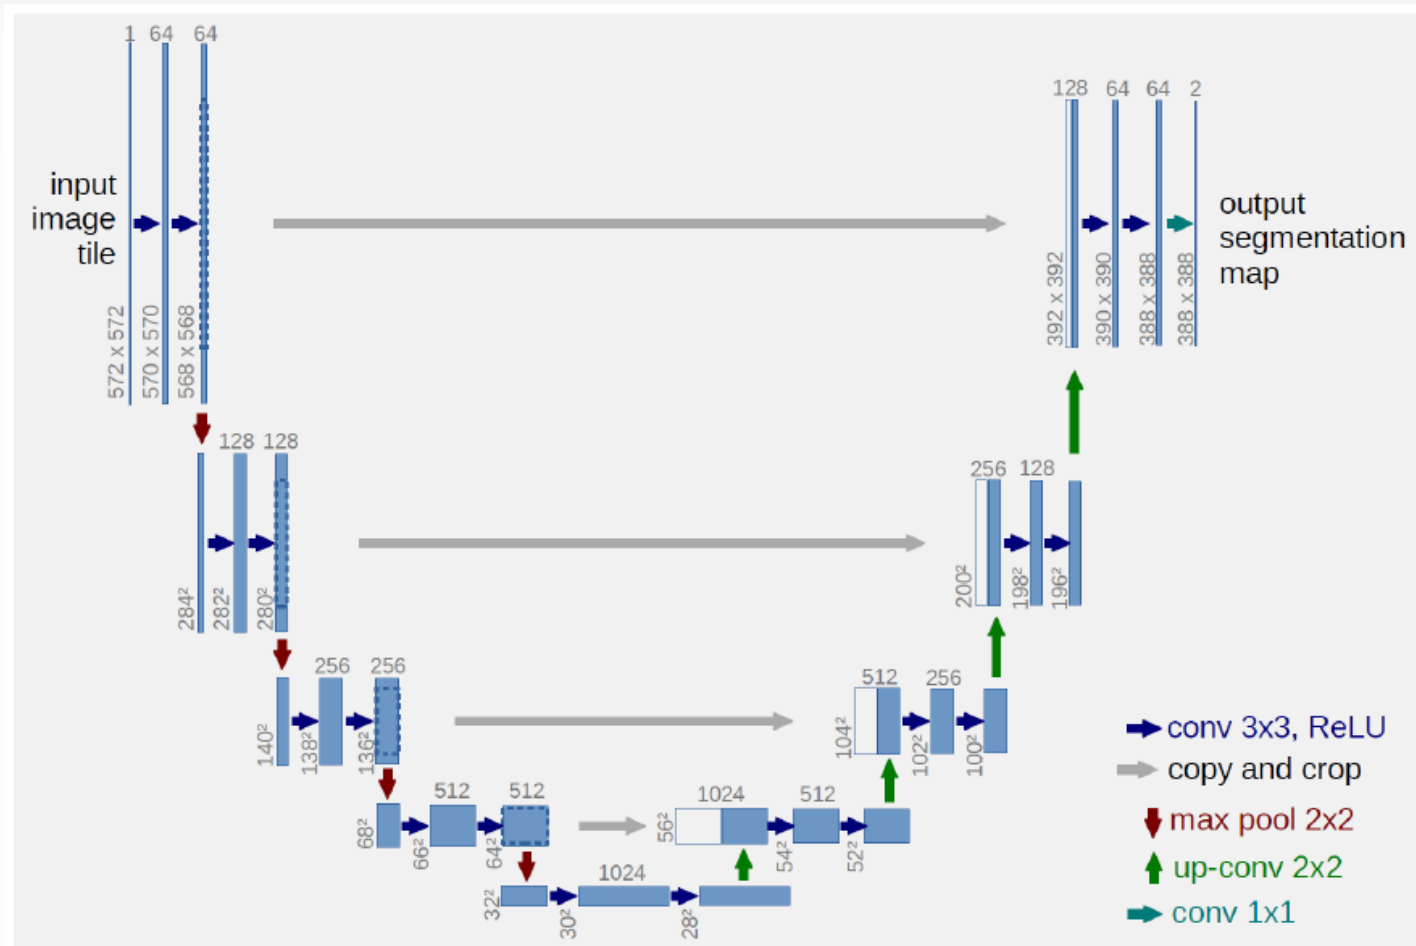 1 64 64
128 64 64 2
input
image
tile
output
segmentation
map
572 x 572
570 x 570
568 x 568
392 x 392
390 x 390
388 x 388
388 x 388
128 128
256 128
284²
282²
280²
200²
198²
196²
256 256
512 256
140²
138²
136²
104²
102²
100²
512 512
1024 512
68²
66²
64²
56²
54²
52²
1024
32²
30²
28²
conv 3x3, ReLU
copy and crop
max pool 2x2
up-conv 2x2
conv 1x1